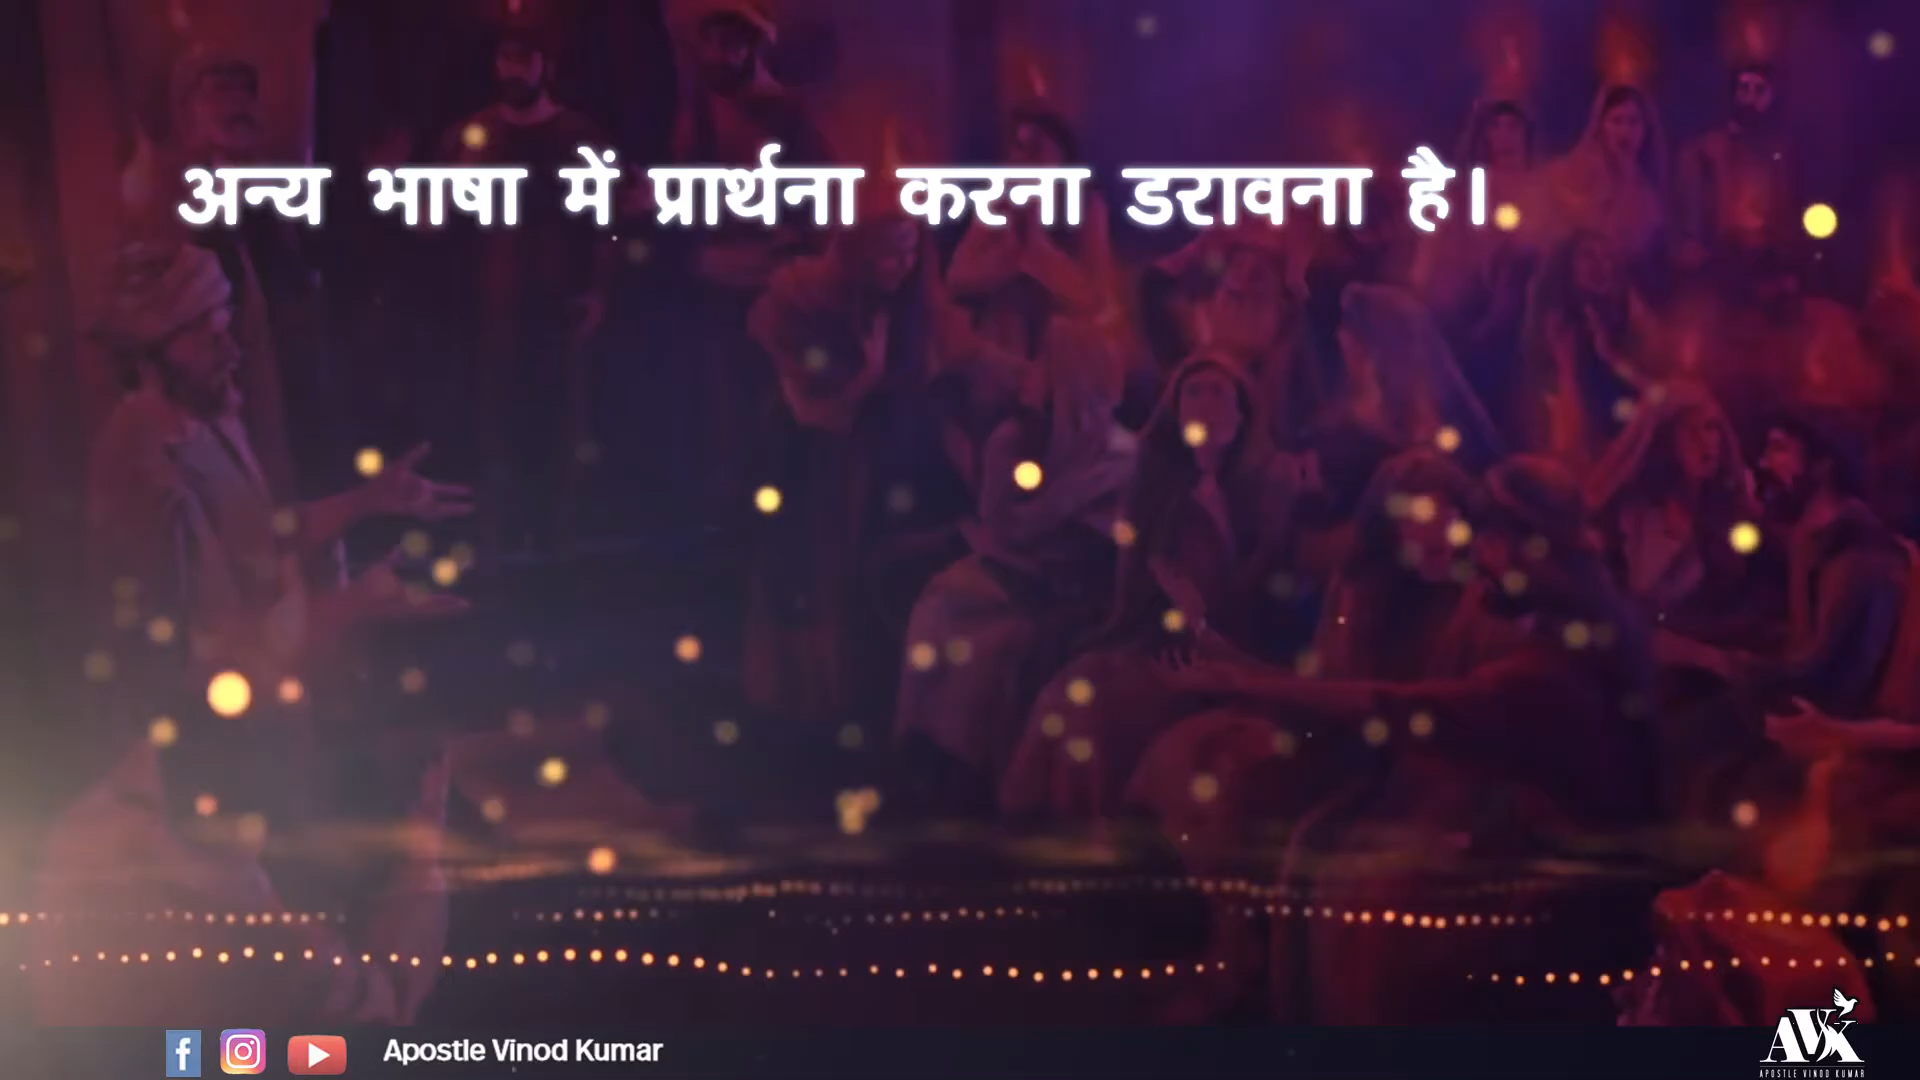 अन्य भाषा में प्रार्थना करना डरावना है।
Apostle Vinod Kumar
AVK
APOSTLE VINOD KUMAR